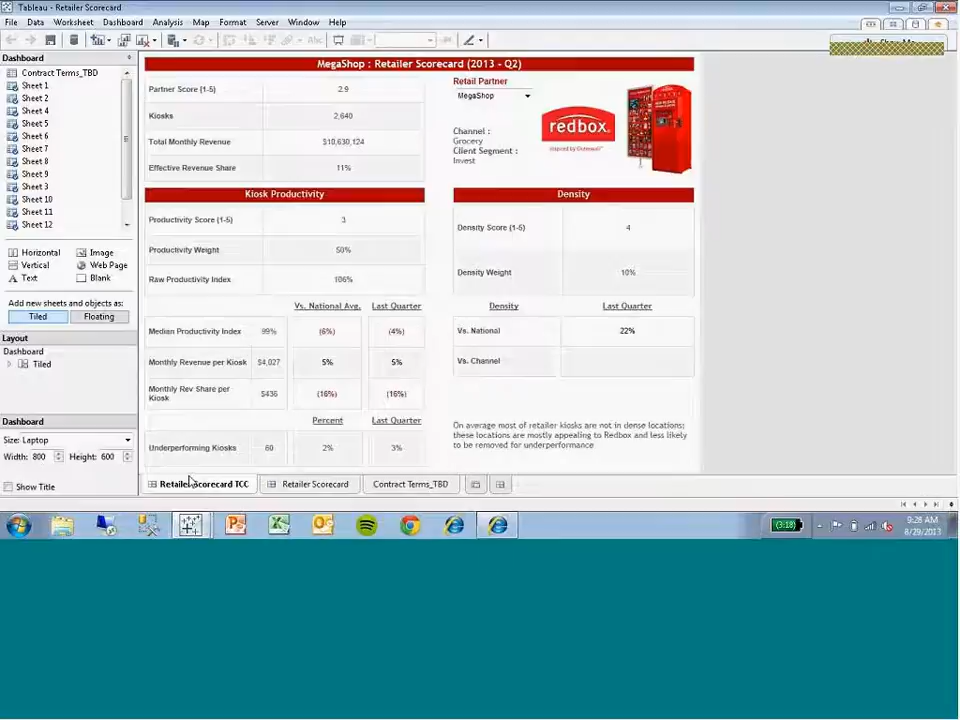 Tableau - Retailer Scorecard
File Data Worksheet Dashboard Analysis Map Format Server Window Help
Abc
Dashboard
Contract Terms_TBD
Sheet 1
Sheet 2
Sheet 4
Sheet 5
Sheet 6
Sheet 7
Sheet 8
Sheet 9
Sheet 3
Sheet 10
Sheet 11
Sheet 12
Horizontal Image
Vertical Web Page
A Text Blank
Add new sheets and objects as:
Tiled Floating
Layout
Dashboard
Tiled
Dashboard
Size: Laptop
Width: 800 Height: 600
Show Title
MegaShop : Retailer Scorecard (2013 - Q2)
Partner Score (1-5) 2.9
Kiosks 2,640
Total Monthly Revenue $10,630,124
Effective Revenue Share 11%
Retail Partner
MegaShop
Channel :
Grocery
Client Segment :
Invest
redbox.
Kiosk Productivity
Productivity Score (1-5) 3
Productivity Weight 50%
Raw Productivity Index 106%
Vs. National Avg. Last Quarter
Median Productivity Index 99% (6%) (4%)
Monthly Revenue per Kiosk $4,027 5% 5%
Monthly Rev Share per
Kiosk $436 (16%) (16%)
Percent Last Quarter
Underperforming Kiosks 60 2% 3%
Density
Density Score (1-5) 4
Density Weight 10%
Density Last Quarter
Vs. National 22%
Vs. Channel
On average most of retailer kiosks are not in dense locations;
these locations are mostly appealing to Redbox and less likely
to be removed for underperformance
Retailer Scorecard TCC Retailer Scorecard Contract Terms_TBD
(3:18)
9:28 AM
8/29/2013